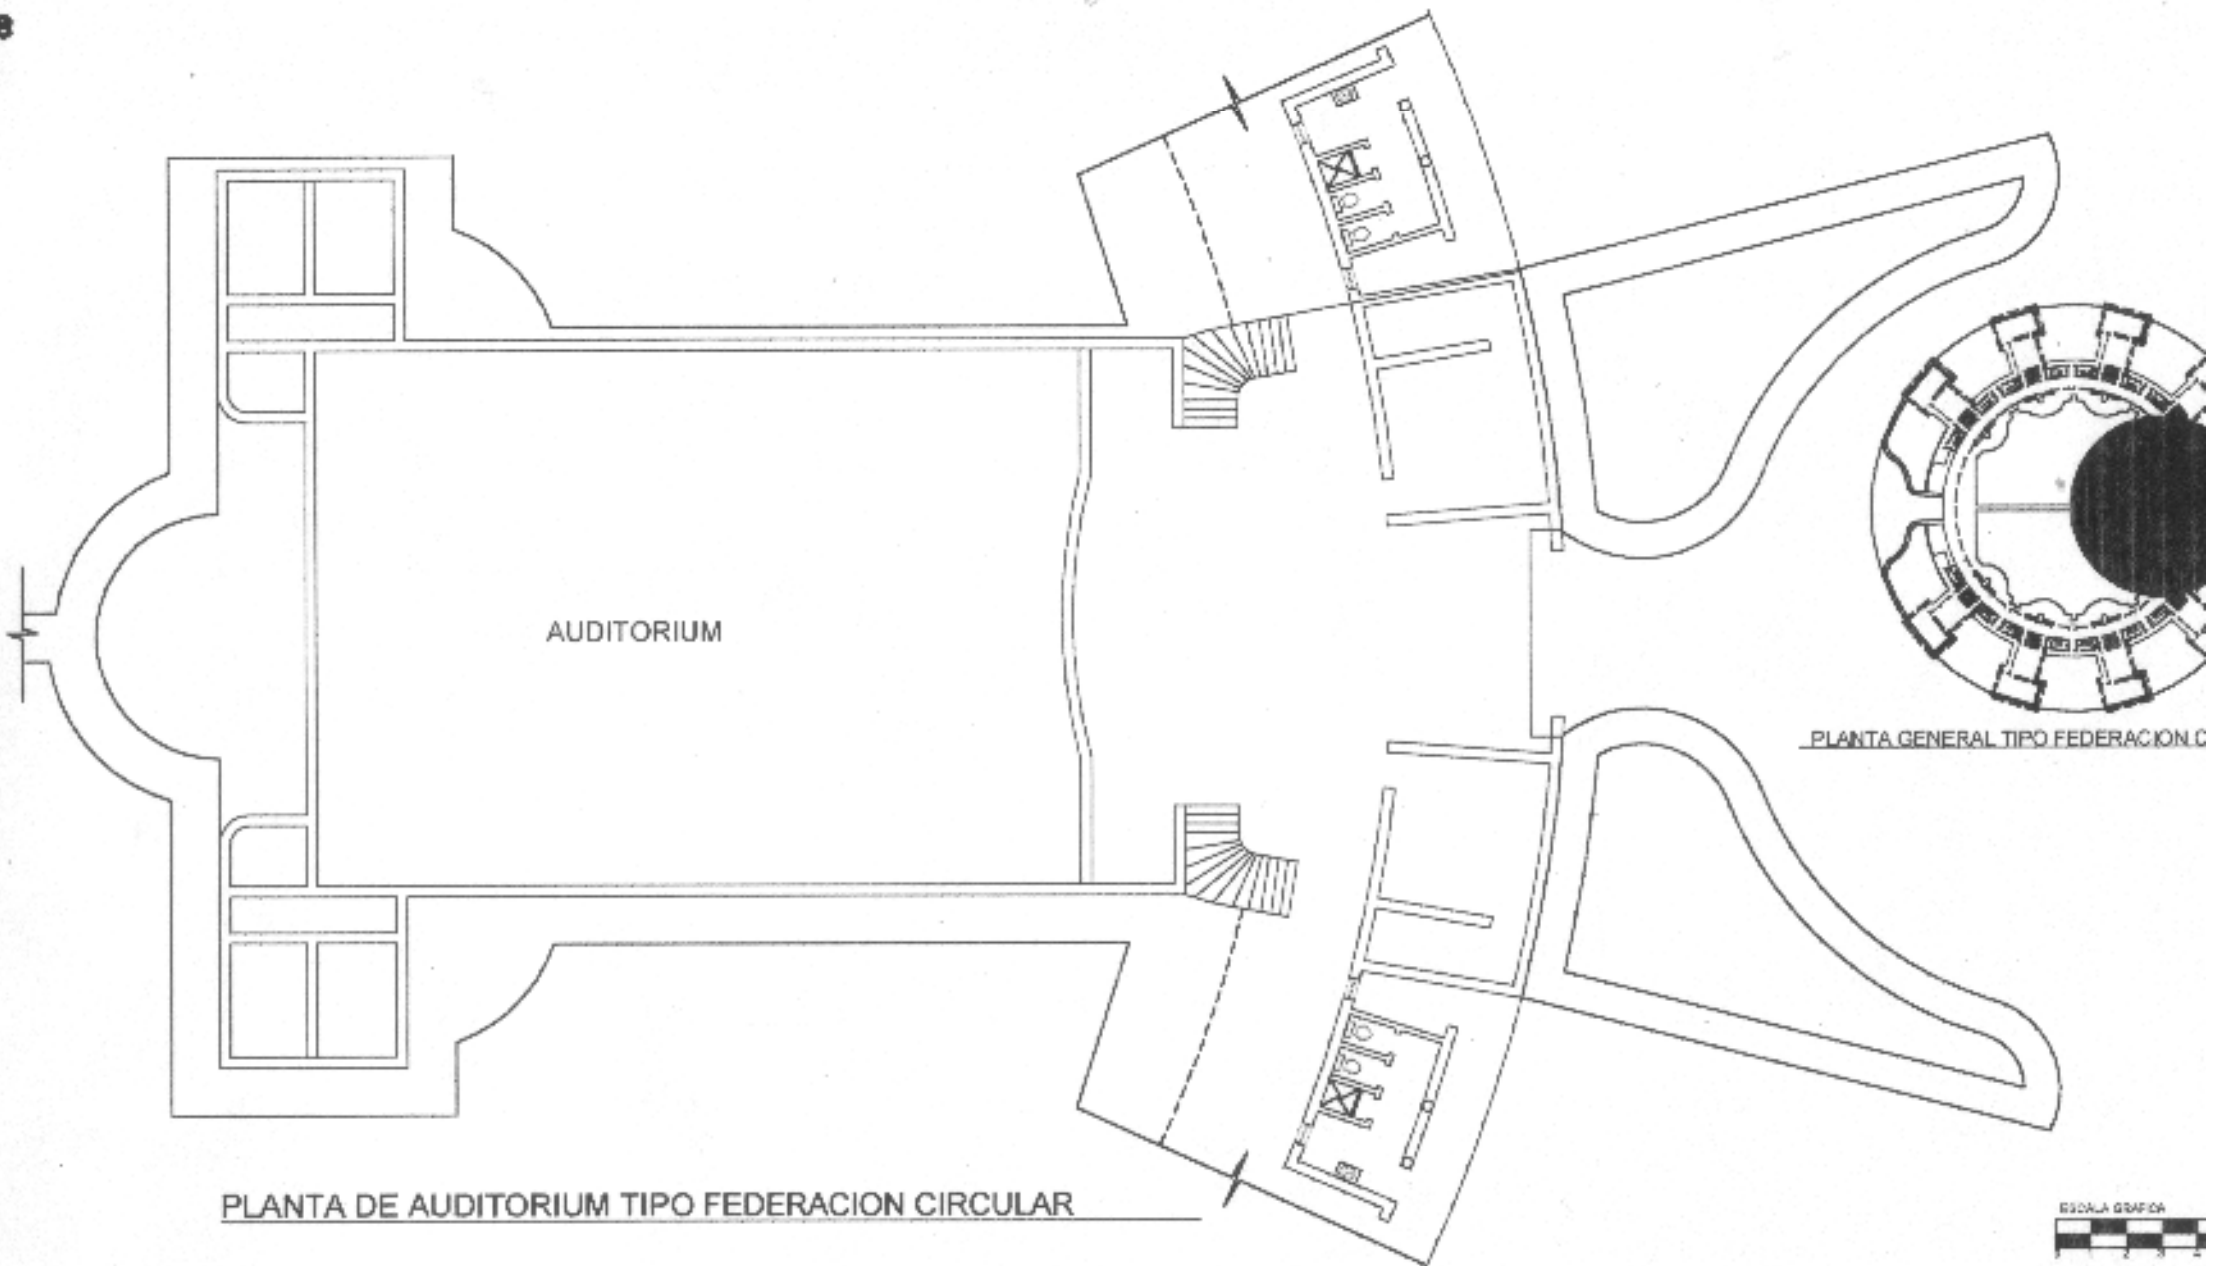 AUDITORIUM
PLANTA GENERAL TIPO FEDERACION C
PLANTA DE AUDITORIUM TIPO FEDERACION CIRCULAR
ESCALA GRAFICA